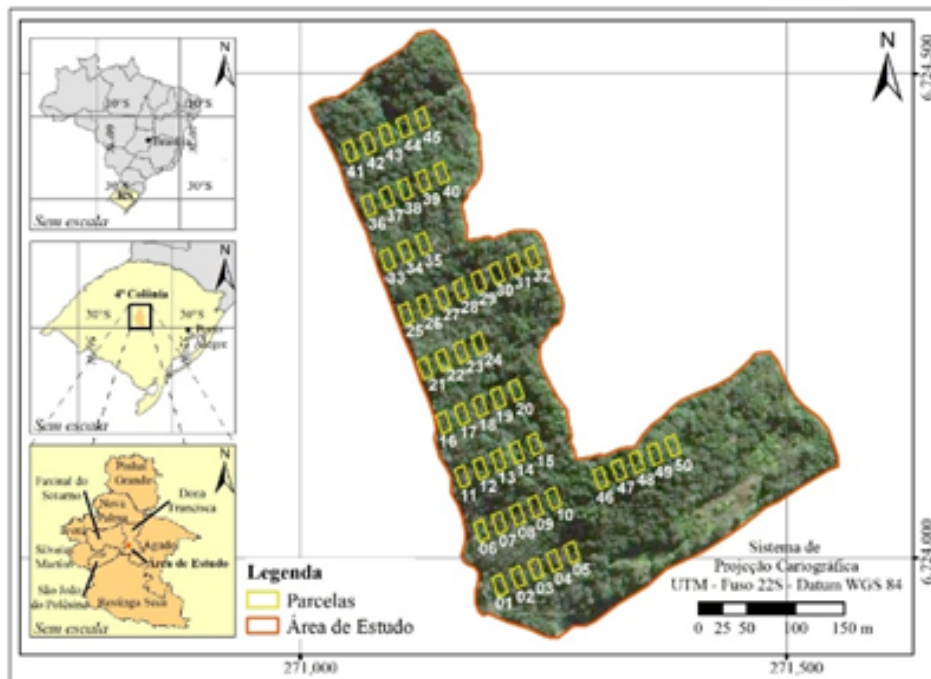 N
Brasília
30°S
30°S
30°S
30°S
RS
Sem escala
N
4ª Colônia
30°S
30°S
Porto
Alegre
Sem escala
N
Pinhal
Grande
Faxinal do
Soturno
Dona
Francisca
Nova
Palma
Ivorá
Agudo
Silveira
Martins
Área de Estudo
São João
do Polêsine
Restinga Seca
Sem escala
Legenda
Parcelas
Área de Estudo
N
41 42 43 44 45
36 37 38 39 40
33 34 35
25 26 27 28 29 30 31 32
21 22 23 24
16 17 18 19 20
11 12 13 14 15
06 07 08 09 10
46 47 48 49 50
01 02 03 04 05
Sistema de
Projeção Cartográfica
UTM - Fuso 22S - Datum WGS 84
0 25 50 100 150 m
271,000
271,500
6,724,500
6,724,000